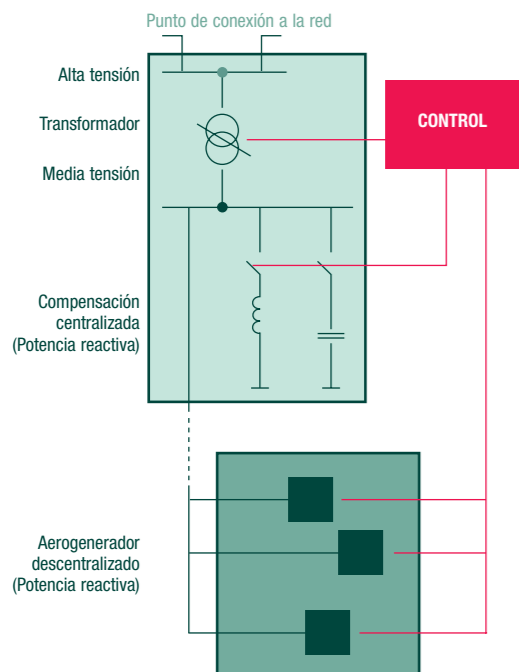 Punto de conexión a la red
Alta tensión
Transformador
CONTROL
Media tensión
Compensación
centralizada
(Potencia reactiva)
Aerogenerador
descentralizado
(Potencia reactiva)